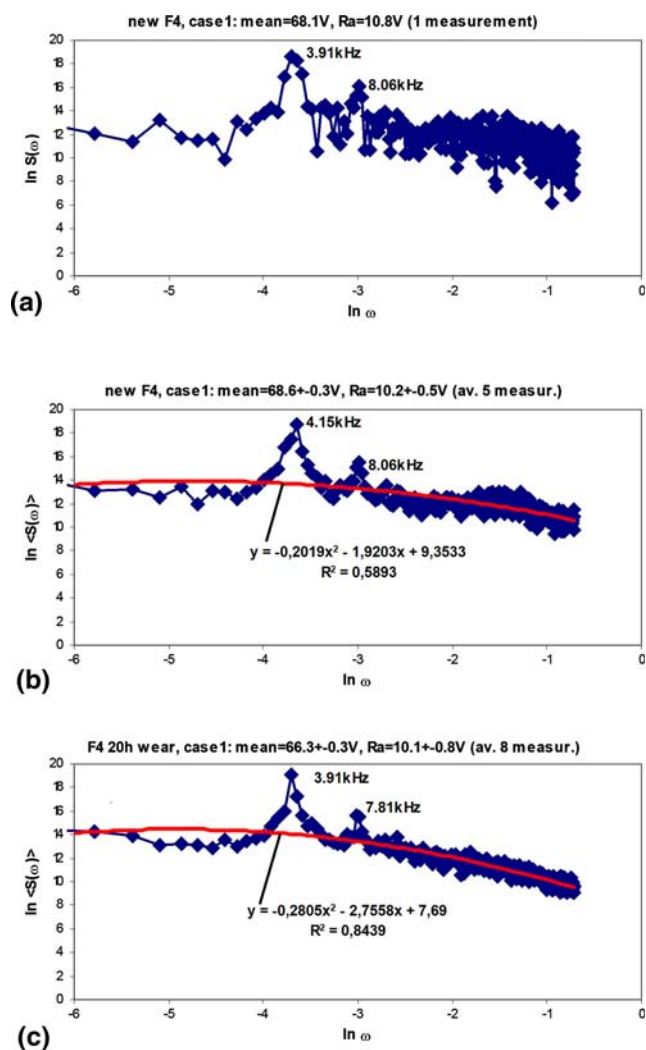 new F4, case1: mean=68.1V, Ra=10.8V (1 measurement)
20
18
16
14
12
10
8
6
4
2
0
ln S(ω)
3.91kHz
8.06kHz
-6 -5 -4 -3 -2 -1 0
ln ω
(a)
new F4, case1: mean=68.6+-0.3V, Ra=10.2+-0.5V (av. 5 measur.)
20
18
16
14
12
10
8
6
4
2
0
ln <S(ω)>
4.15kHz
8.06kHz
y = -0,2019x² - 1,9203x + 9,3533
R² = 0,5893
-6 -5 -4 -3 -2 -1 0
ln ω
(b)
F4 20h wear, case1: mean=66.3+-0.3V, Ra=10.1+-0.8V (av. 8 measur.)
20
18
16
14
12
10
8
6
4
2
0
ln <S(ω)>
3.91kHz
7.81kHz
y = -0,2805x² - 2,7558x + 7,69
R² = 0,8439
-6 -5 -4 -3 -2 -1 0
ln ω
(c)